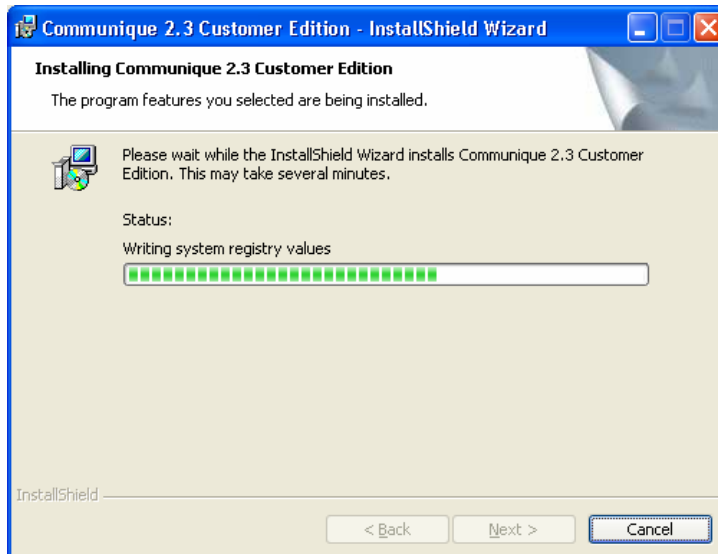 Communique 2.3 Customer Edition - InstallShield Wizard
Installing Communique 2.3 Customer Edition
The program features you selected are being installed.
Please wait while the InstallShield Wizard installs Communique 2.3 Customer
Edition. This may take several minutes.
Status:
Writing system registry values
InstallShield
< Back
Next >
Cancel